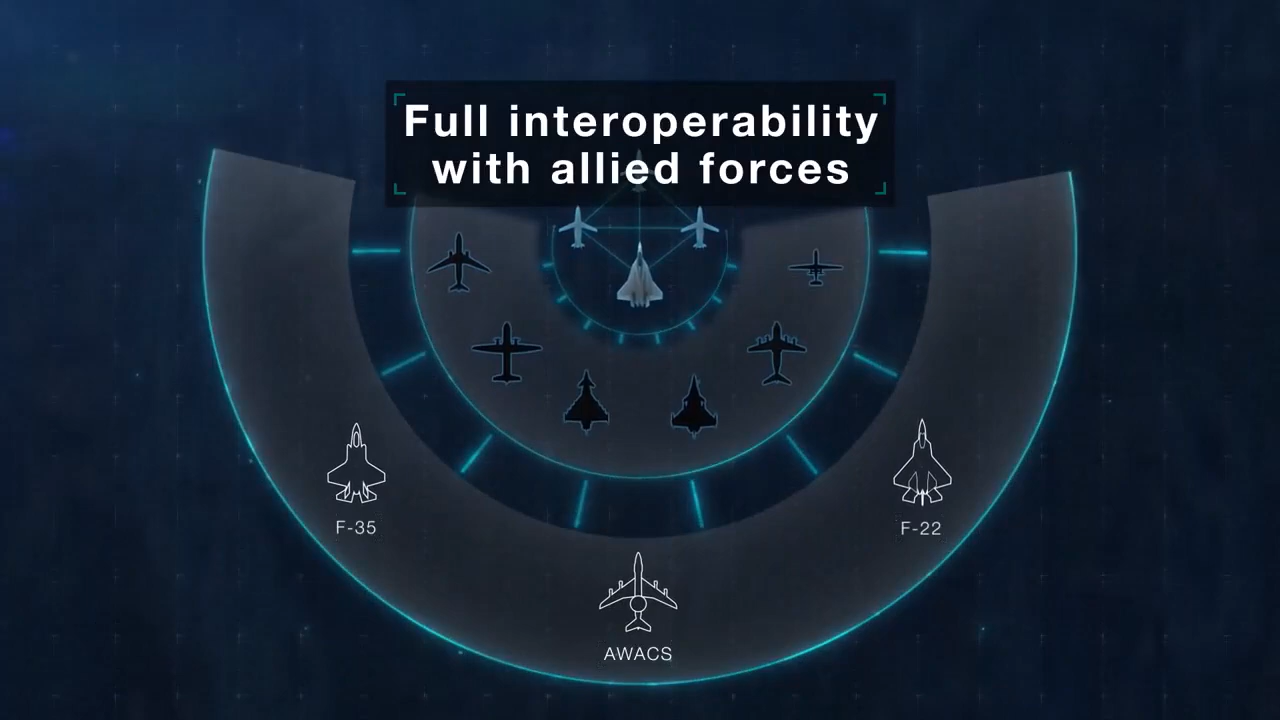 Full interoperability
with allied forces
F-35
F-22
AWACS